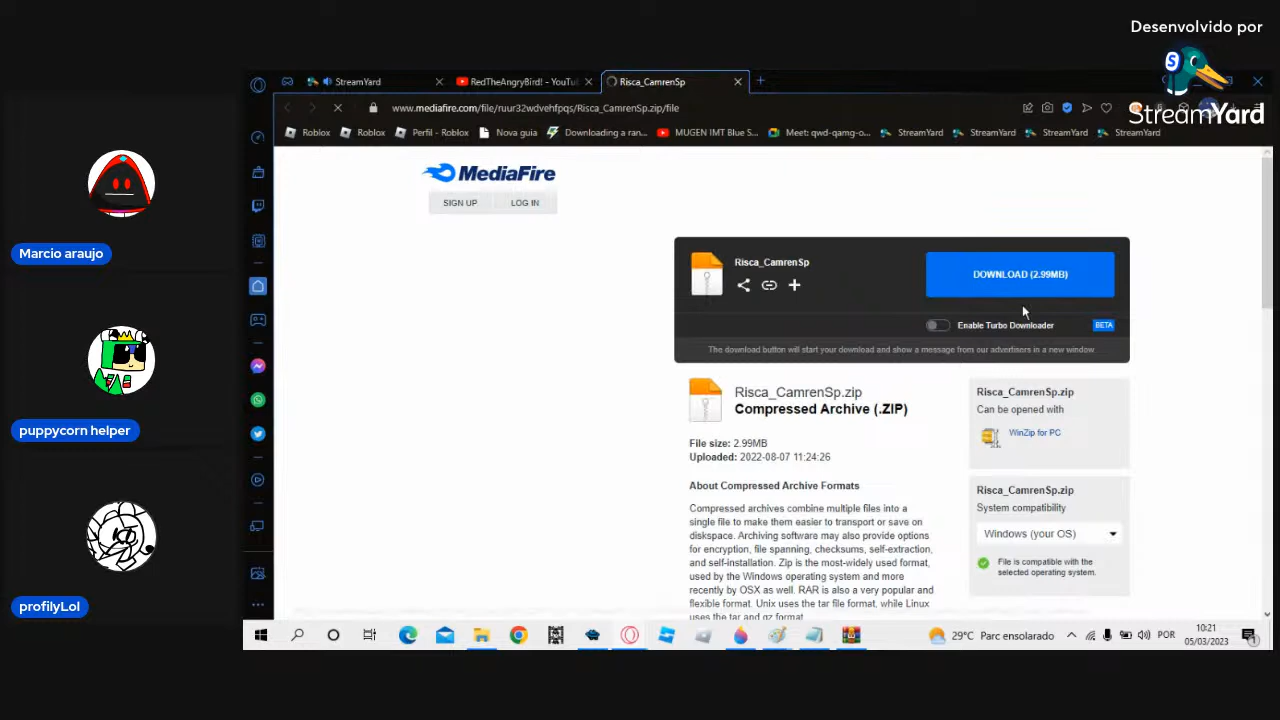 Desenvolvido por
StreamYard
Marcio araujo
puppycorn helper
profilyLol
StreamYard
RedTheAngryBird! - YouTu
Risca_CamrenSp
www.mediafire.com/file/ruur32wdvehfpqs/Risca_CamrenSp.zip/file
Roblox
Roblox
Perfil - Roblox
Nova guia
Downloading a ran...
MUGEN IMT Blue S...
Meet: qwd-qamg-o...
StreamYard
StreamYard
StreamYard
StreamYard
MediaFire
SIGN UP
LOG IN
Risca_CamrenSp
DOWNLOAD (2.99MB)
Enable Turbo Downloader
BETA
The download button will start your download and show a message from our advertisers in a new window.
Risca_CamrenSp.zip
Compressed Archive (.ZIP)
File size: 2.99MB
Uploaded: 2022-08-07 11:24:26
About Compressed Archive Formats
Compressed archives combine multiple files into a
single file to make them easier to transport or save on
diskspace. Archiving software may also provide options
for encryption, file spanning, checksums, self-extraction,
and self-installation. Zip is the most-widely used format,
used by the Windows operating system and more
recently by OSX as well. RAR is also a very popular and
flexible format. Unix uses the tar file format, while Linux
uses the tar and gz format.
Risca_CamrenSp.zip
Can be opened with
WinZip for PC
Risca_CamrenSp.zip
System compatibility
Windows (your OS)
File is compatible with the
selected operating system.
29°C Parc ensolarado
POR
10:21
05/03/2023